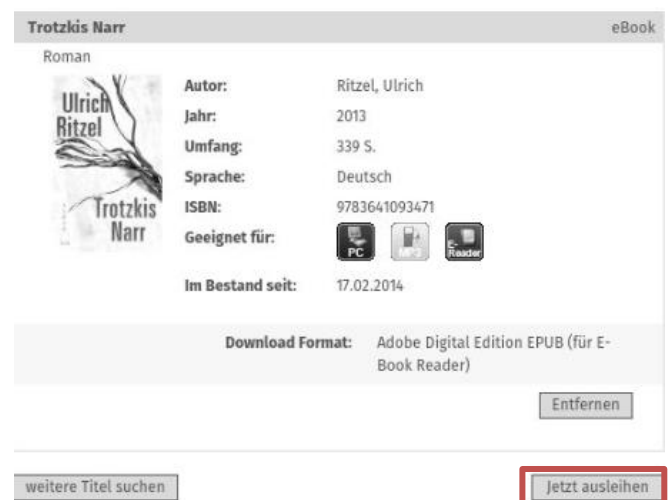 Trotzkis Narr eBook
Roman
Ulrich
Ritzel
Trotzkis
Narr
Autor: Ritzel, Ulrich
Jahr: 2013
Umfang: 339 S.
Sprache: Deutsch
ISBN: 9783641093471
Geeignet für: PC MP3 E-Reader
Im Bestand seit: 17.02.2014
Download Format: Adobe Digital Edition EPUB (für E-
Book Reader)
Entfernen
weitere Titel suchen Jetzt ausleihen